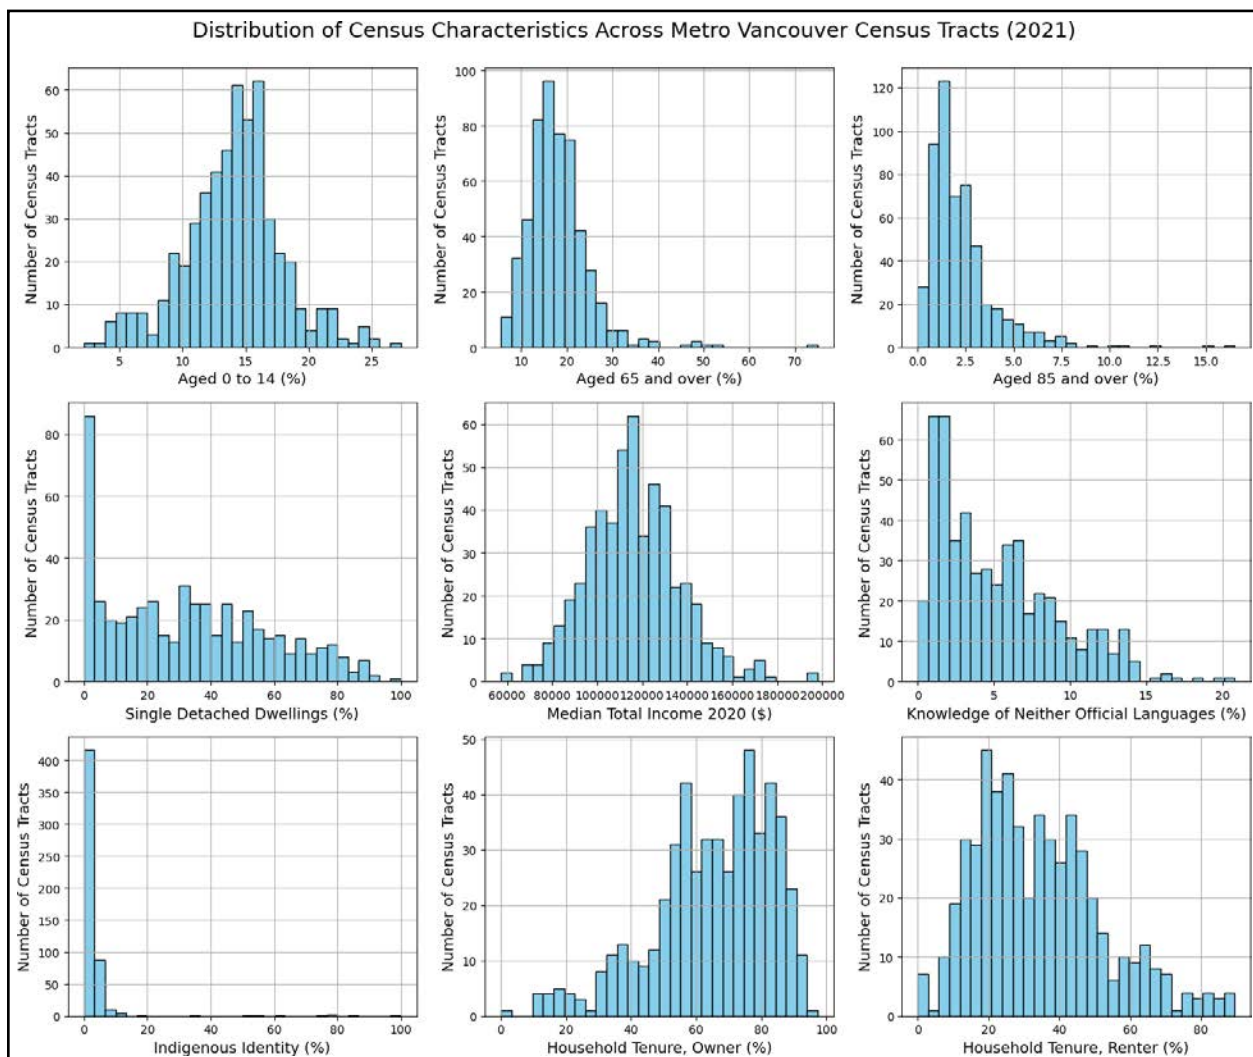 Distribution of Census Characteristics Across Metro Vancouver Census Tracts (2021)
Number of Census Tracts
60
50
40
30
20
10
0
5 10 15 20 25
Aged 0 to 14 (%)
Number of Census Tracts
100
80
60
40
20
0
10 20 30 40 50 60 70
Aged 65 and over (%)
Number of Census Tracts
120
100
80
60
40
20
0
0.0 2.5 5.0 7.5 10.0 12.5 15.0
Aged 85 and over (%)
Number of Census Tracts
80
60
40
20
0
0 20 40 60 80 100
Single Detached Dwellings (%)
Number of Census Tracts
60
50
40
30
20
10
0
60000 80000 100000 120000 140000 160000 180000 200000
Median Total Income 2020 ($)
Number of Census Tracts
60
50
40
30
20
10
0
0 5 10 15 20
Knowledge of Neither Official Languages (%)
Number of Census Tracts
400
350
300
250
200
150
100
50
0
0 20 40 60 80 100
Indigenous Identity (%)
Number of Census Tracts
50
40
30
20
10
0
0 20 40 60 80 100
Household Tenure, Owner (%)
Number of Census Tracts
40
30
20
10
0
0 20 40 60 80
Household Tenure, Renter (%)